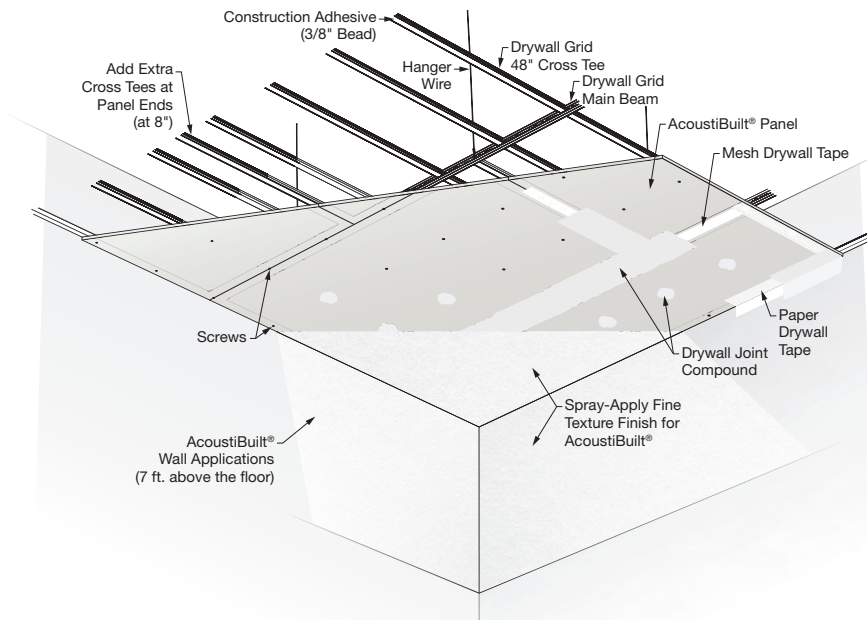 Construction Adhesive
(3/8" Bead)
Drywall Grid
48" Cross Tee
Hanger
Wire
Drywall Grid
Main Beam
Add Extra
Cross Tees at
Panel Ends
(at 8")
AcoustiBuilt® Panel
Mesh Drywall Tape
Screws
Paper
Drywall
Tape
Drywall Joint
Compound
Spray-Apply Fine
Texture Finish for
AcoustiBuilt®
AcoustiBuilt®
Wall Applications
(7 ft. above the floor)